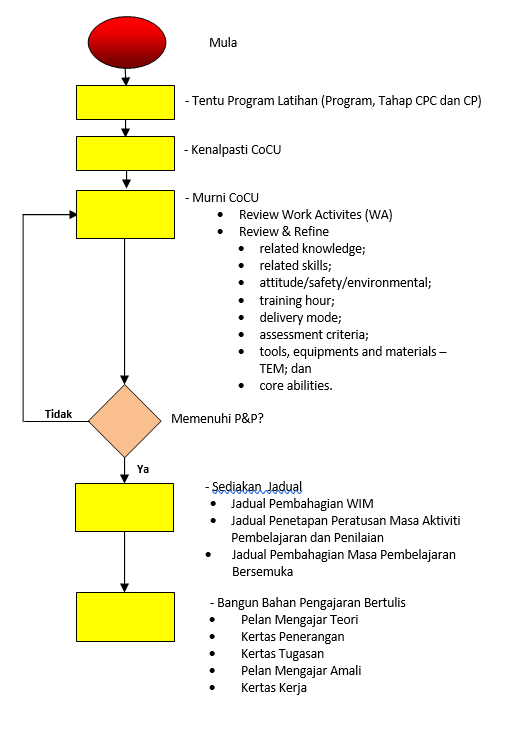 Mula
- Tentu Program Latihan (Program, Tahap CPC dan CP)
- Kenalpasti CoCU
- Murni CoCU
• Review Work Activites (WA)
• Review & Refine
• related knowledge;
• related skills;
• attitude/safety/environmental;
• training hour;
• delivery mode;
• assessment criteria;
• tools, equipments and materials –
TEM; dan
• core abilities.
Tidak
Memenuhi P&P?
Ya
- Sediakan Jadual
• Jadual Pembahagian WIM
• Jadual Penetapan Peratusan Masa Aktiviti
Pembelajaran dan Penilaian
• Jadual Pembahagian Masa Pembelajaran
Bersemuka
- Bangun Bahan Pengajaran Bertulis
• Pelan Mengajar Teori
• Kertas Penerangan
• Kertas Tugasan
• Pelan Mengajar Amali
• Kertas Kerja